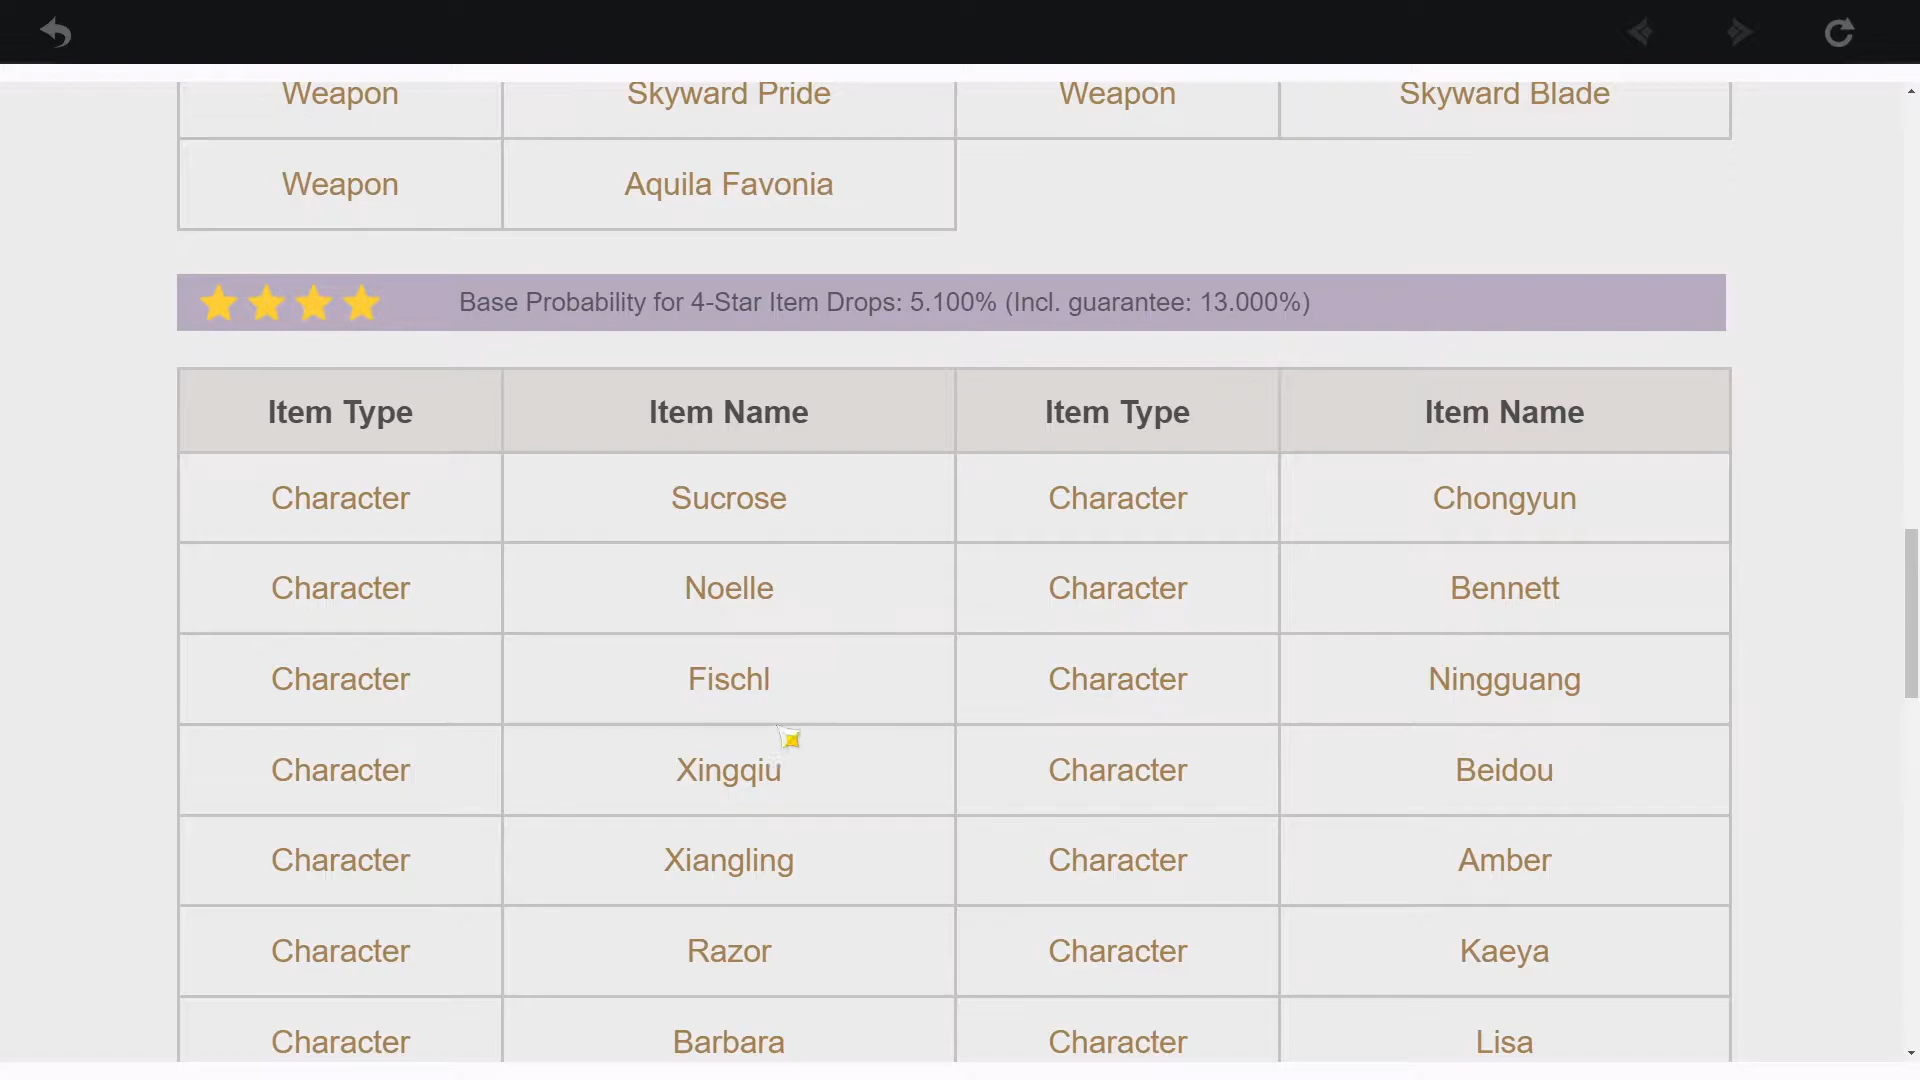 Weapon Skyward Pride Weapon Skyward Blade
Weapon Aquila Favonia
Base Probability for 4-Star Item Drops: 5.100% (Incl. guarantee: 13.000%)
Item Type Item Name Item Type Item Name
Character Sucrose Character Chongyun
Character Noelle Character Bennett
Character Fischl Character Ningguang
Character Xingqiu Character Beidou
Character Xiangling Character Amber
Character Razor Character Kaeya
Character Barbara Character Lisa